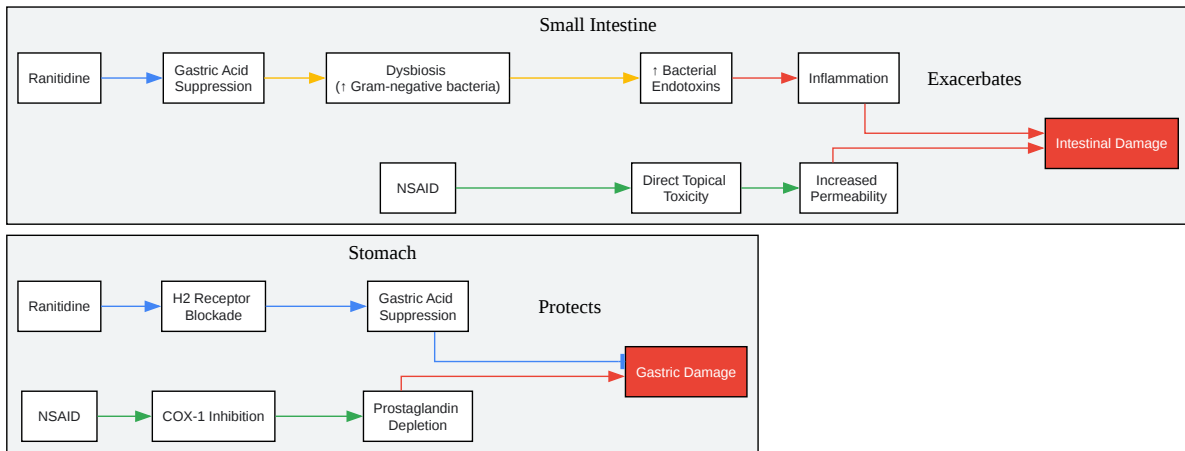 Small Intestine
Ranitidine
Gastric Acid
Suppression
Dysbiosis
(↑ Gram-negative bacteria)
↑ Bacterial
Endotoxins
Inflammation
Exacerbates
Intestinal Damage
NSAID
Direct Topical
Toxicity
Increased
Permeability
Stomach
Ranitidine
H2 Receptor
Blockade
Gastric Acid
Suppression
Protects
Gastric Damage
NSAID
COX-1 Inhibition
Prostaglandin
Depletion